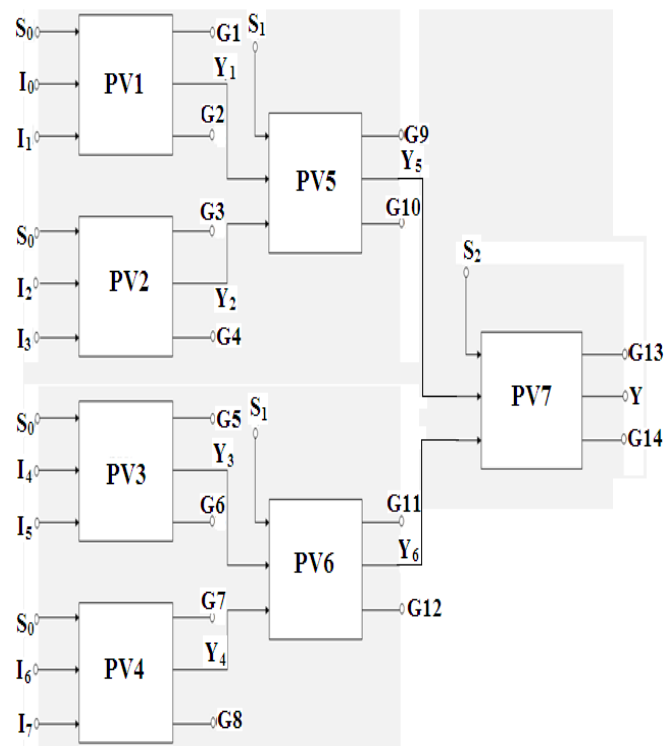 S₀ G1 S₁
I₀ PV1 Y₁
I₁ G2 G9
PV5 Y₅
S₀ G3 G10
I₂ PV2 Y₂ S₂
I₃ G4
G13
PV7 Y
S₀ G5 S₁ G14
I₄ PV3 Y₃
I₅ G6 G11
PV6 Y₆
S₀ G7 G12
I₆ PV4 Y₄
I₇ G8